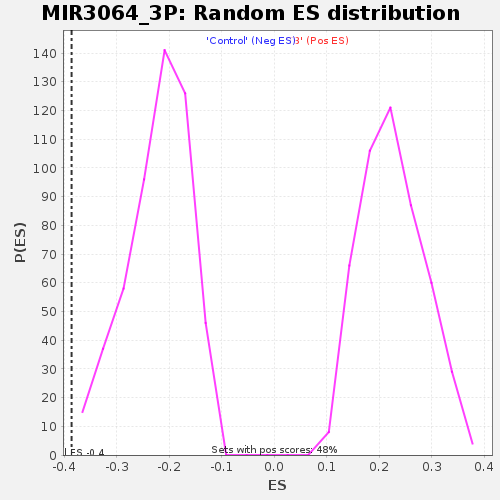 MIR3064_3P: Random ES distribution
'Control' (Neg ES)
3' (Pos ES)
140
130
120
110
100
90
80
70
60
50
40
30
20
10
0
P(ES)
ES -0.4
Sets with pos scores: 48%
-0.4 -0.3 -0.2 -0.1 0.0 0.1 0.2 0.3 0.4
ES